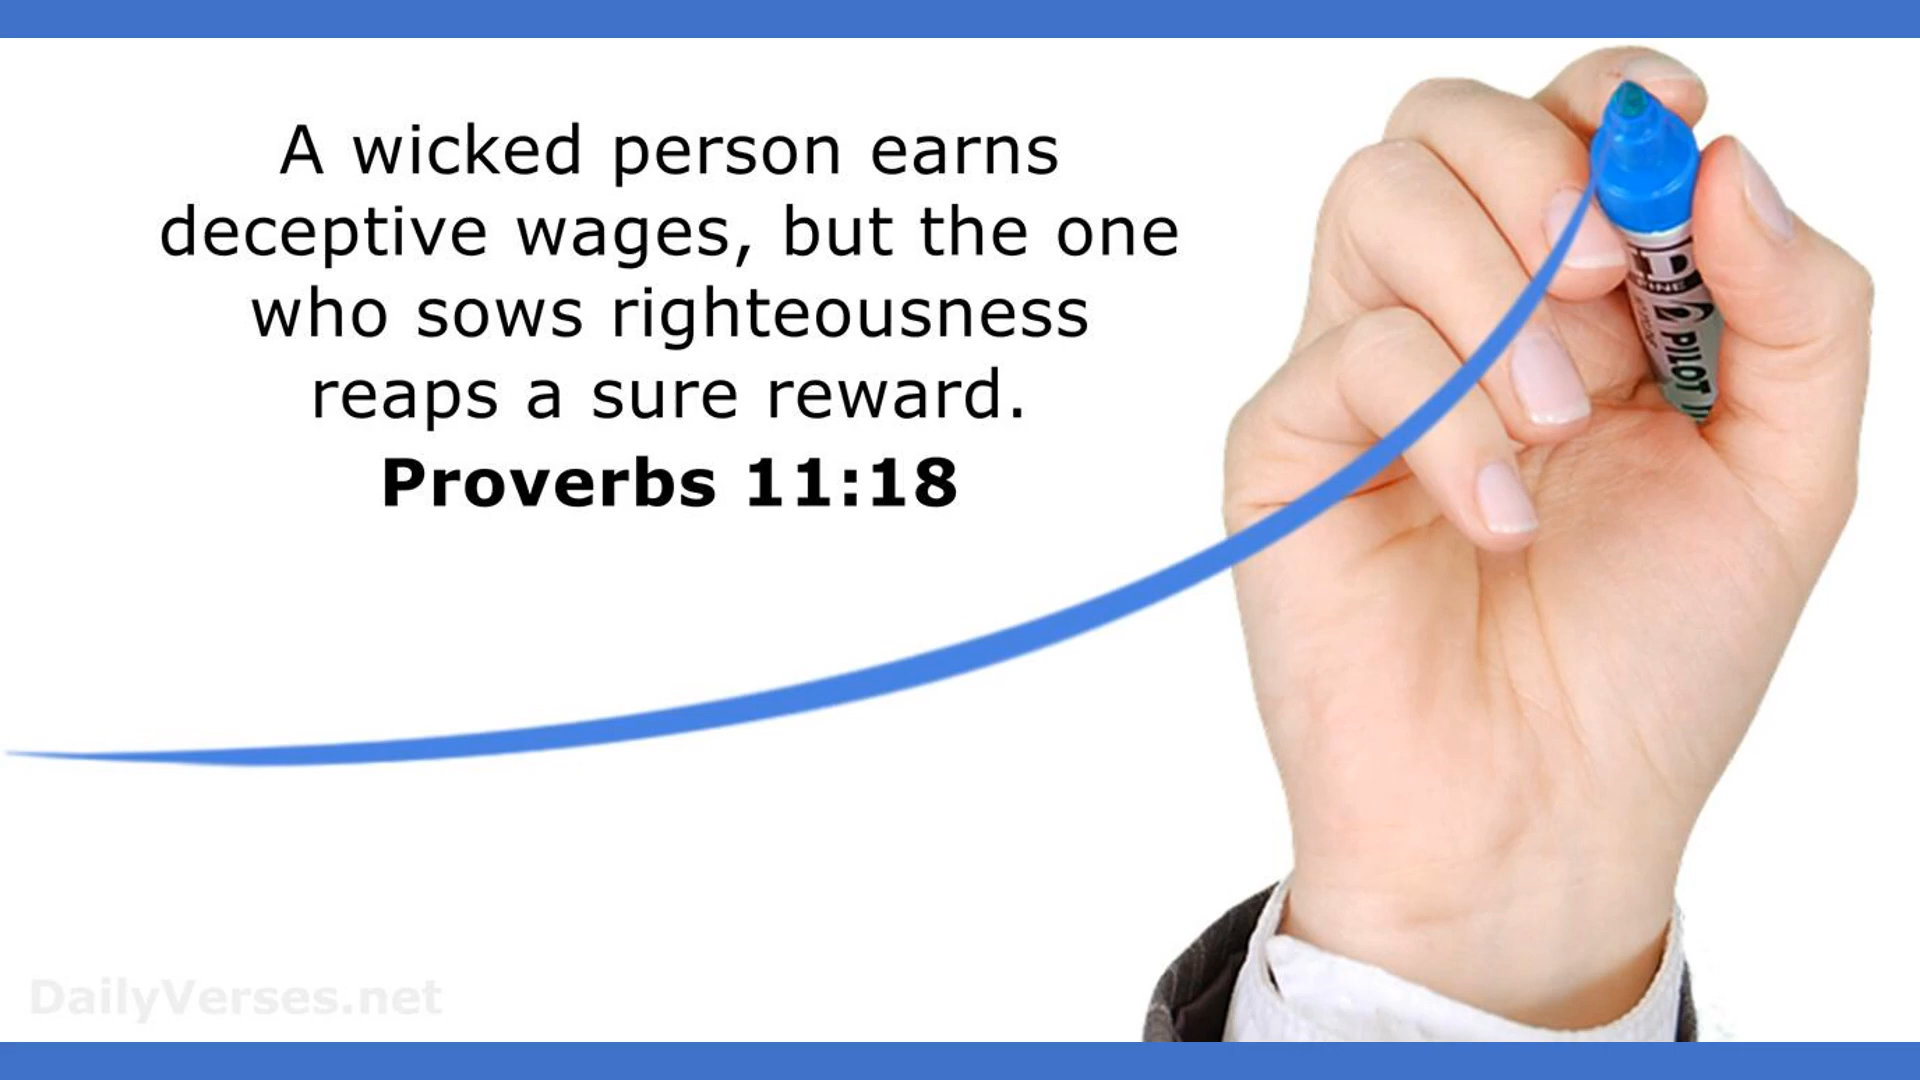 A wicked person earns
deceptive wages, but the one
who sows righteousness
reaps a sure reward.
Proverbs 11:18
PILOT
DailyVerses.net